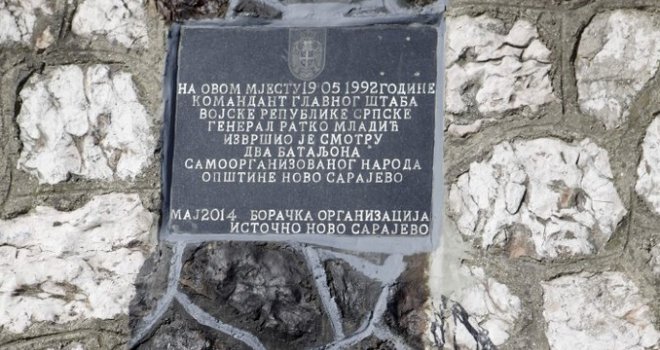 НА ОВОМ МЈЕСТУ 19 05 1992 ГОДИНЕ
КОМАНДАНТ ГЛАВНОГ ШТАБА
ВОЈСКЕ РЕПУБЛИКЕ СРПСКЕ
ГЕНЕРАЛ РАТКО МЛАДИЋ
ИЗВРШИО ЈЕ СМОТРУ
ДВА БАТАЉОНА
САМООРГАНИЗОВАНОГ НАРОДА
ОПШТИНЕ НОВО САРАЈЕВО
МАЈ 2014 БОРАЧКА ОРГАНИЗАЦИЈА
ИСТОЧНО НОВО САРАЈЕВО